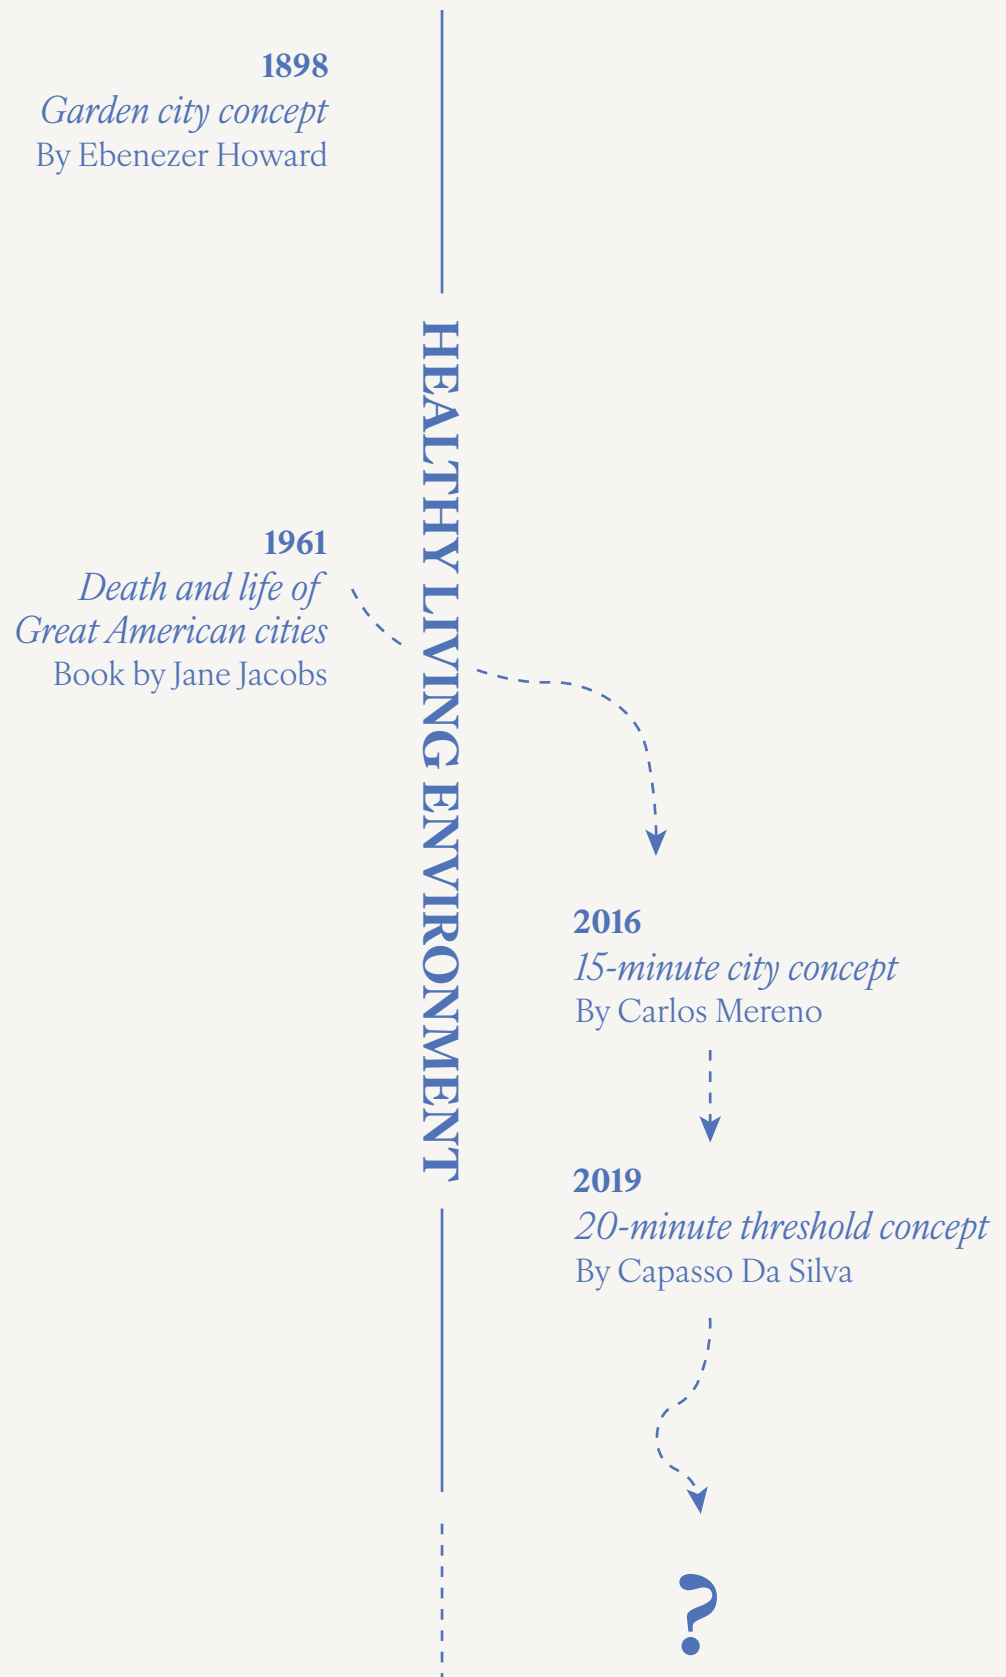 1898
Garden city concept
By Ebenezer Howard
HEALTHY LIVING ENVIRONMENT
1961
Death and life of
Great American cities
Book by Jane Jacobs
2016
15-minute city concept
By Carlos Mereno
2019
20-minute threshold concept
By Capasso Da Silva
?